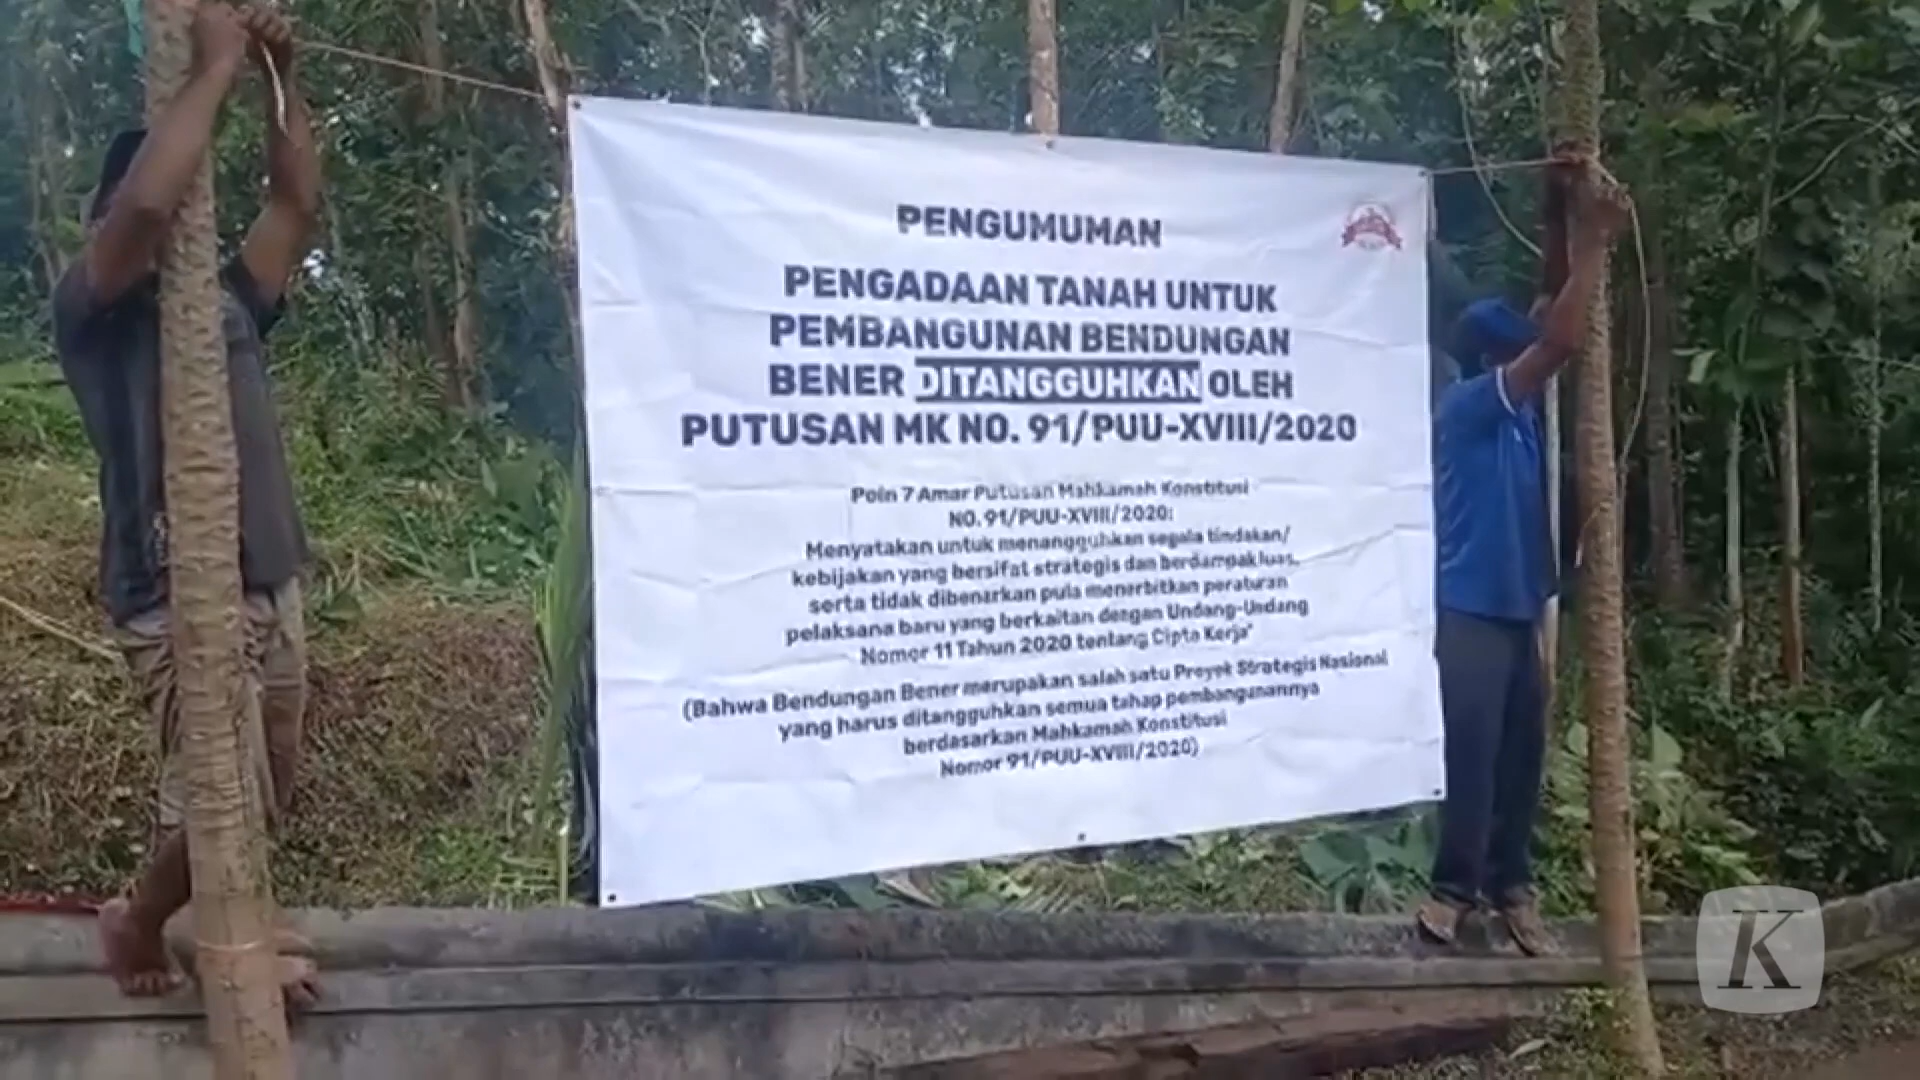 PENGUMUMAN
PENGADAAN TANAH UNTUK
PEMBANGUNAN BENDUNGAN
BENER DITANGGUHKAN OLEH
PUTUSAN MK NO. 91/PUU-XVIII/2020
Poin 7 Amar Putusan Mahkamah Konstitusi
NO. 91/PUU-XVIII/2020:
Menyatakan untuk menangguhkan segala tindakan/
kebijakan yang bersifat strategis dan berdampak luas,
serta tidak dibenarkan pula menerbitkan peraturan
pelaksana baru yang berkaitan dengan Undang-Undang
Nomor 11 Tahun 2020 tentang Cipta Kerja"
(Bahwa Bendungan Bener merupakan salah satu Proyek Strategis Nasional
yang harus ditangguhkan semua tahap pembangunannya
berdasarkan Mahkamah Konstitusi
Nomor 91/PUU-XVIII/2020)
K